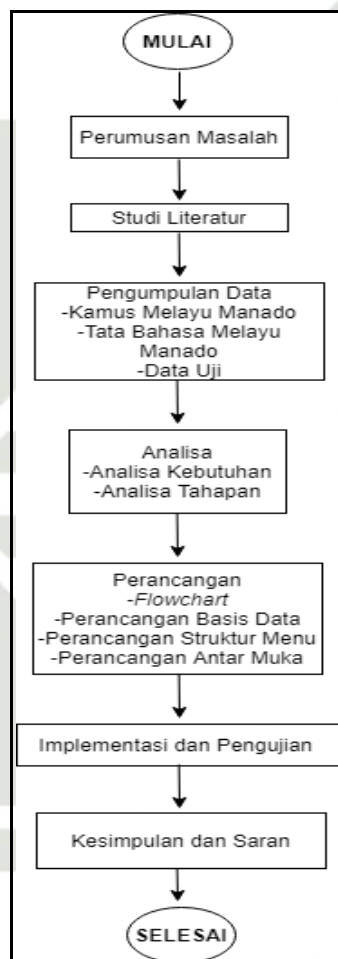 MULAI
Perumusan Masalah
Studi Literatur
Pengumpulan Data
-Kamus Melayu Manado
-Tata Bahasa Melayu
Manado
-Data Uji
Analisa
-Analisa Kebutuhan
-Analisa Tahapan
Perancangan
-Flowchart
-Perancangan Basis Data
-Perancangan Struktur Menu
-Perancangan Antar Muka
Implementasi dan Pengujian
Kesimpulan dan Saran
SELESAI